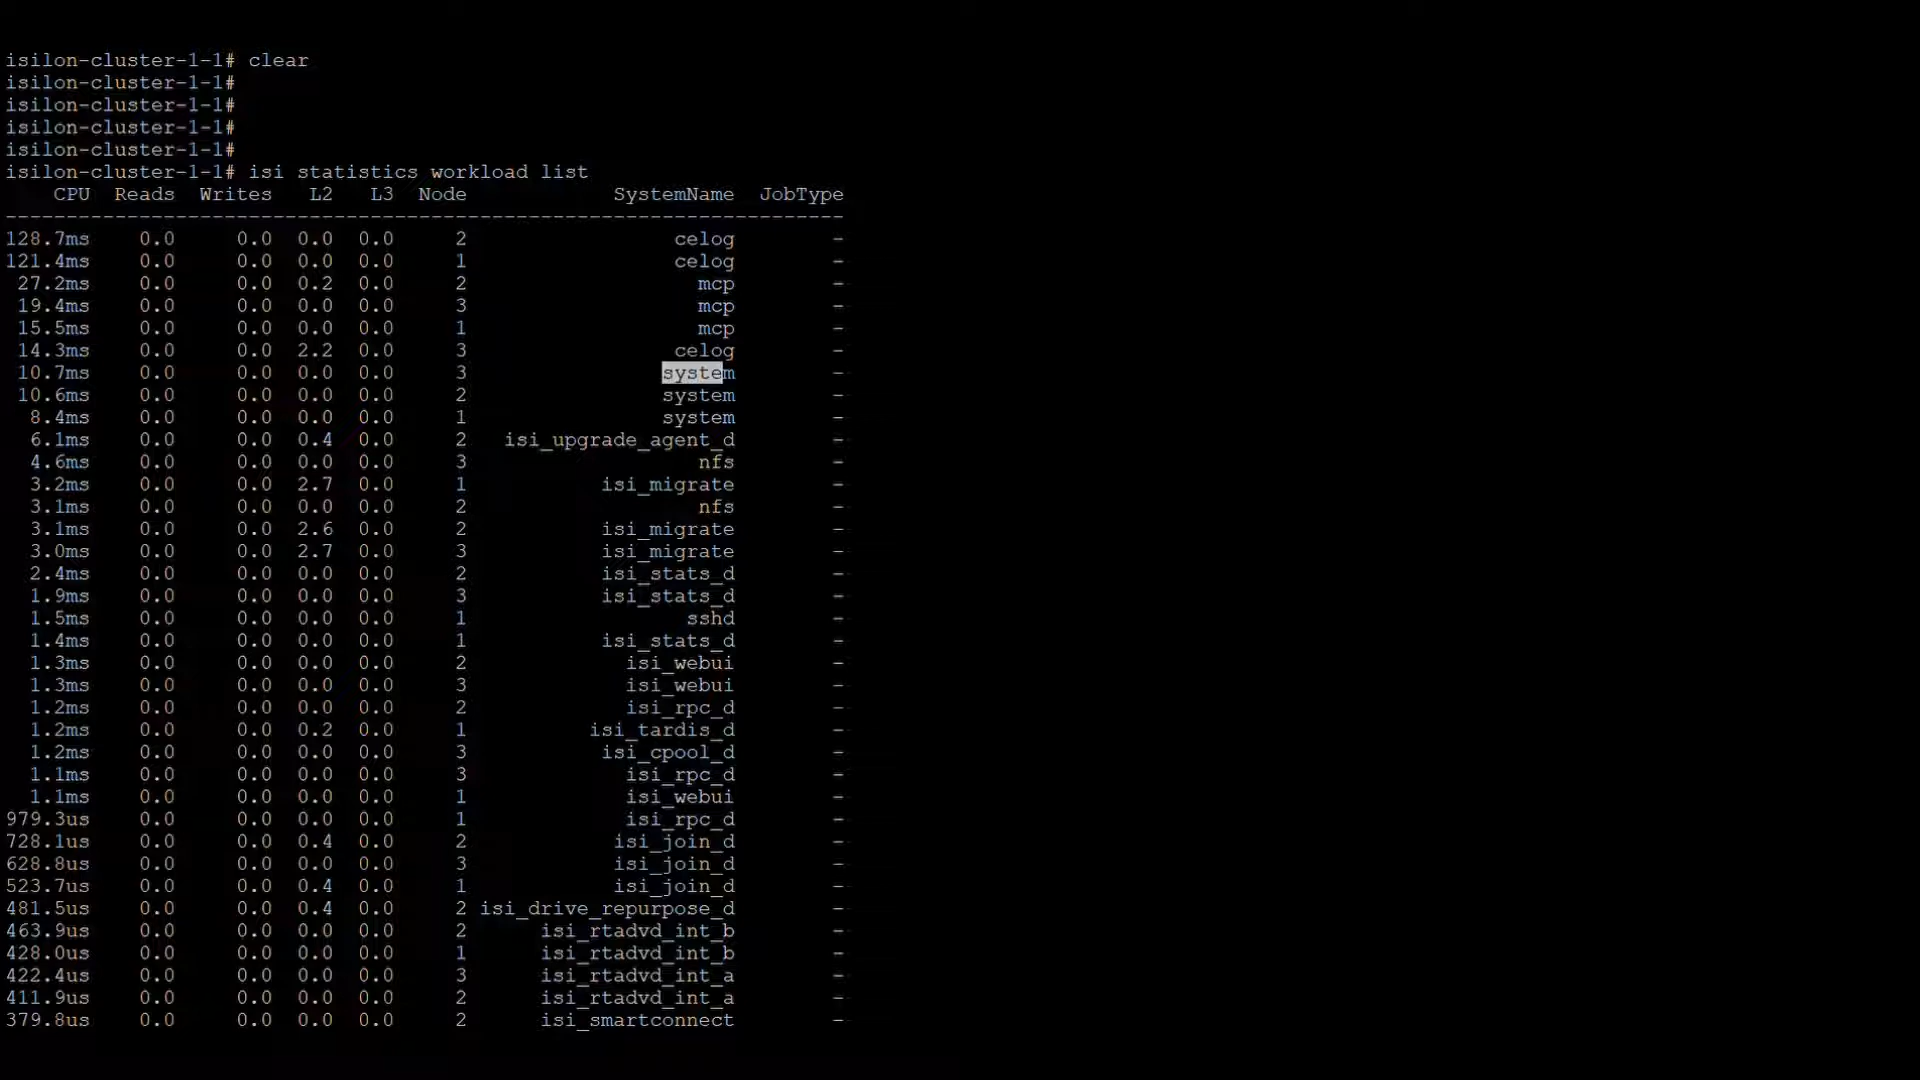 isilon-cluster-1-1# clear
isilon-cluster-1-1#
isilon-cluster-1-1#
isilon-cluster-1-1#
isilon-cluster-1-1#
isilon-cluster-1-1# isi statistics workload list
CPU Reads Writes L2 L3 Node SystemName JobType
---------------------------------------------------------------------
128.7ms 0.0 0.0 0.0 0.0 2 celog -
121.4ms 0.0 0.0 0.0 0.0 1 celog -
27.2ms 0.0 0.0 0.2 0.0 2 mcp -
19.4ms 0.0 0.0 0.0 0.0 3 mcp -
15.5ms 0.0 0.0 0.0 0.0 1 mcp -
14.3ms 0.0 0.0 2.2 0.0 3 celog -
10.7ms 0.0 0.0 0.0 0.0 3 system -
10.6ms 0.0 0.0 0.0 0.0 2 system -
8.4ms 0.0 0.0 0.0 0.0 1 system -
6.1ms 0.0 0.0 0.4 0.0 2 isi_upgrade_agent_d -
4.6ms 0.0 0.0 0.0 0.0 3 nfs -
3.2ms 0.0 0.0 2.7 0.0 1 isi_migrate -
3.1ms 0.0 0.0 0.0 0.0 2 nfs -
3.1ms 0.0 0.0 2.6 0.0 2 isi_migrate -
3.0ms 0.0 0.0 2.7 0.0 3 isi_migrate -
2.4ms 0.0 0.0 0.0 0.0 2 isi_stats_d -
1.9ms 0.0 0.0 0.0 0.0 3 isi_stats_d -
1.5ms 0.0 0.0 0.0 0.0 1 sshd -
1.4ms 0.0 0.0 0.0 0.0 1 isi_stats_d -
1.3ms 0.0 0.0 0.0 0.0 2 isi_webui -
1.3ms 0.0 0.0 0.0 0.0 3 isi_webui -
1.2ms 0.0 0.0 0.0 0.0 2 isi_rpc_d -
1.2ms 0.0 0.0 0.2 0.0 1 isi_tardis_d -
1.2ms 0.0 0.0 0.0 0.0 3 isi_cpool_d -
1.1ms 0.0 0.0 0.0 0.0 3 isi_rpc_d -
1.1ms 0.0 0.0 0.0 0.0 1 isi_webui -
979.3us 0.0 0.0 0.0 0.0 1 isi_rpc_d -
728.1us 0.0 0.0 0.4 0.0 2 isi_join_d -
628.8us 0.0 0.0 0.0 0.0 3 isi_join_d -
523.7us 0.0 0.0 0.4 0.0 1 isi_join_d -
481.5us 0.0 0.0 0.4 0.0 2 isi_drive_repurpose_d -
463.9us 0.0 0.0 0.0 0.0 2 isi_rtadvd_int_b -
428.0us 0.0 0.0 0.0 0.0 1 isi_rtadvd_int_b -
422.4us 0.0 0.0 0.0 0.0 3 isi_rtadvd_int_a -
411.9us 0.0 0.0 0.0 0.0 2 isi_rtadvd_int_a -
379.8us 0.0 0.0 0.0 0.0 2 isi_smartconnect -